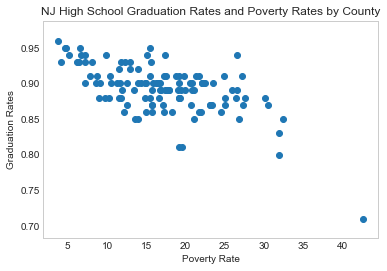 NJ High School Graduation Rates and Poverty Rates by County
0.95
0.90
0.85
0.80
0.75
0.70
Graduation Rates
5 10 15 20 25 30 35 40
Poverty Rate